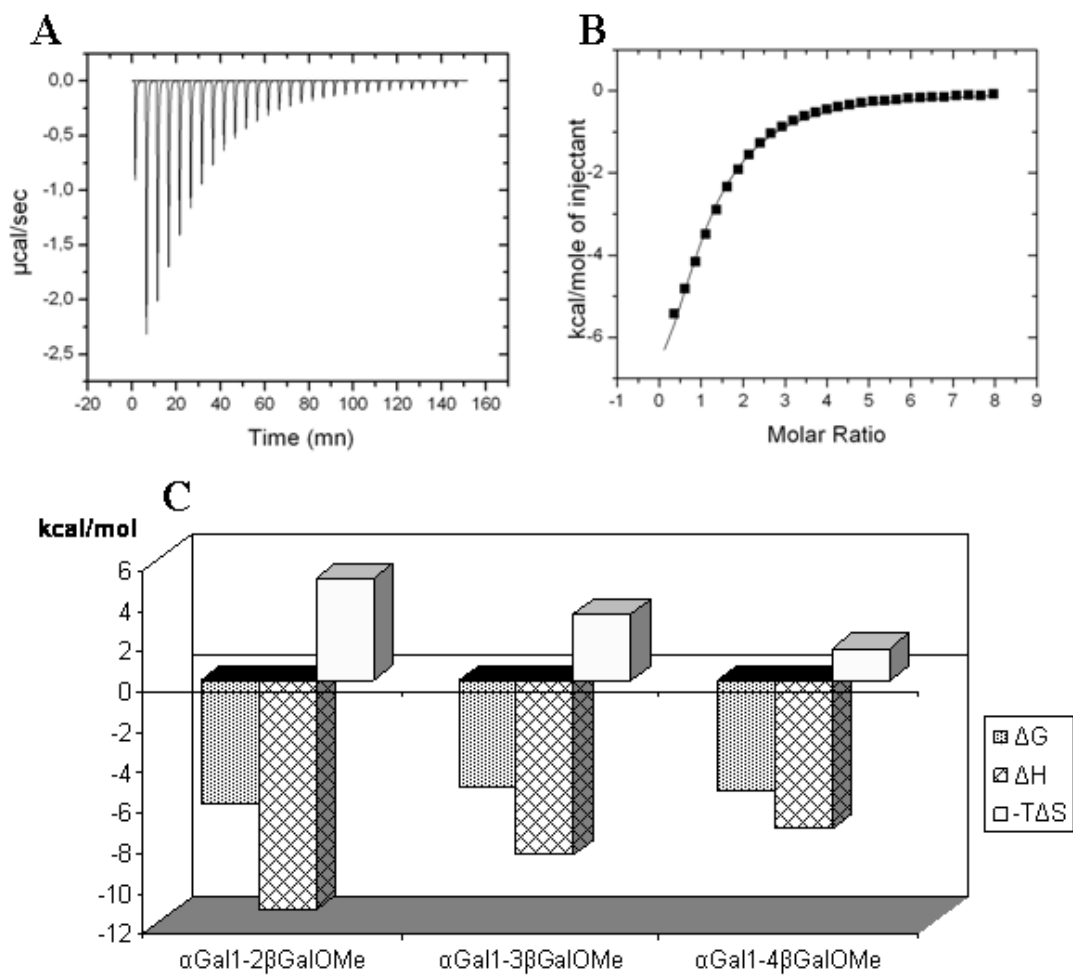 A
0,0
-0,5
-1,0
-1,5
-2,0
-2,5
µcal/sec
-20 0 20 40 60 80 100 120 140 160
Time (mn)
B
0
-2
-4
-6
kcal/mole of injectant
-1 0 1 2 3 4 5 6 7 8 9
Molar Ratio
C
kcal/mol
6
4
2
0
-2
-4
-6
-8
-10
-12
αGal1-2βGalOMe αGal1-3βGalOMe αGal1-4βGalOMe
ΔG
ΔH
-TΔS